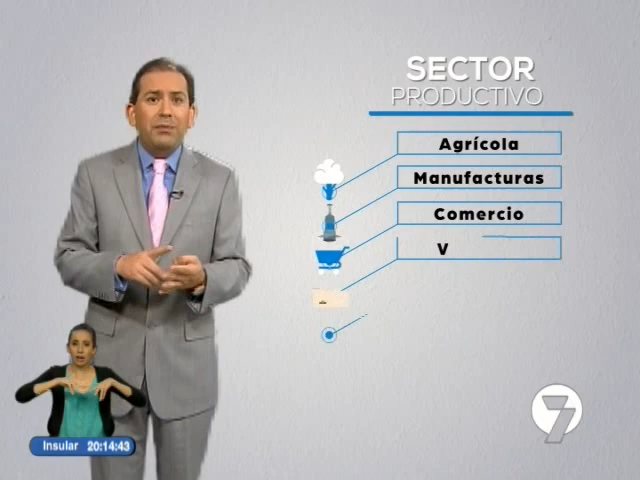 SECTOR
PRODUCTIVO
Agrícola
Manufacturas
Comercio
V
7
Insular 20:14:43